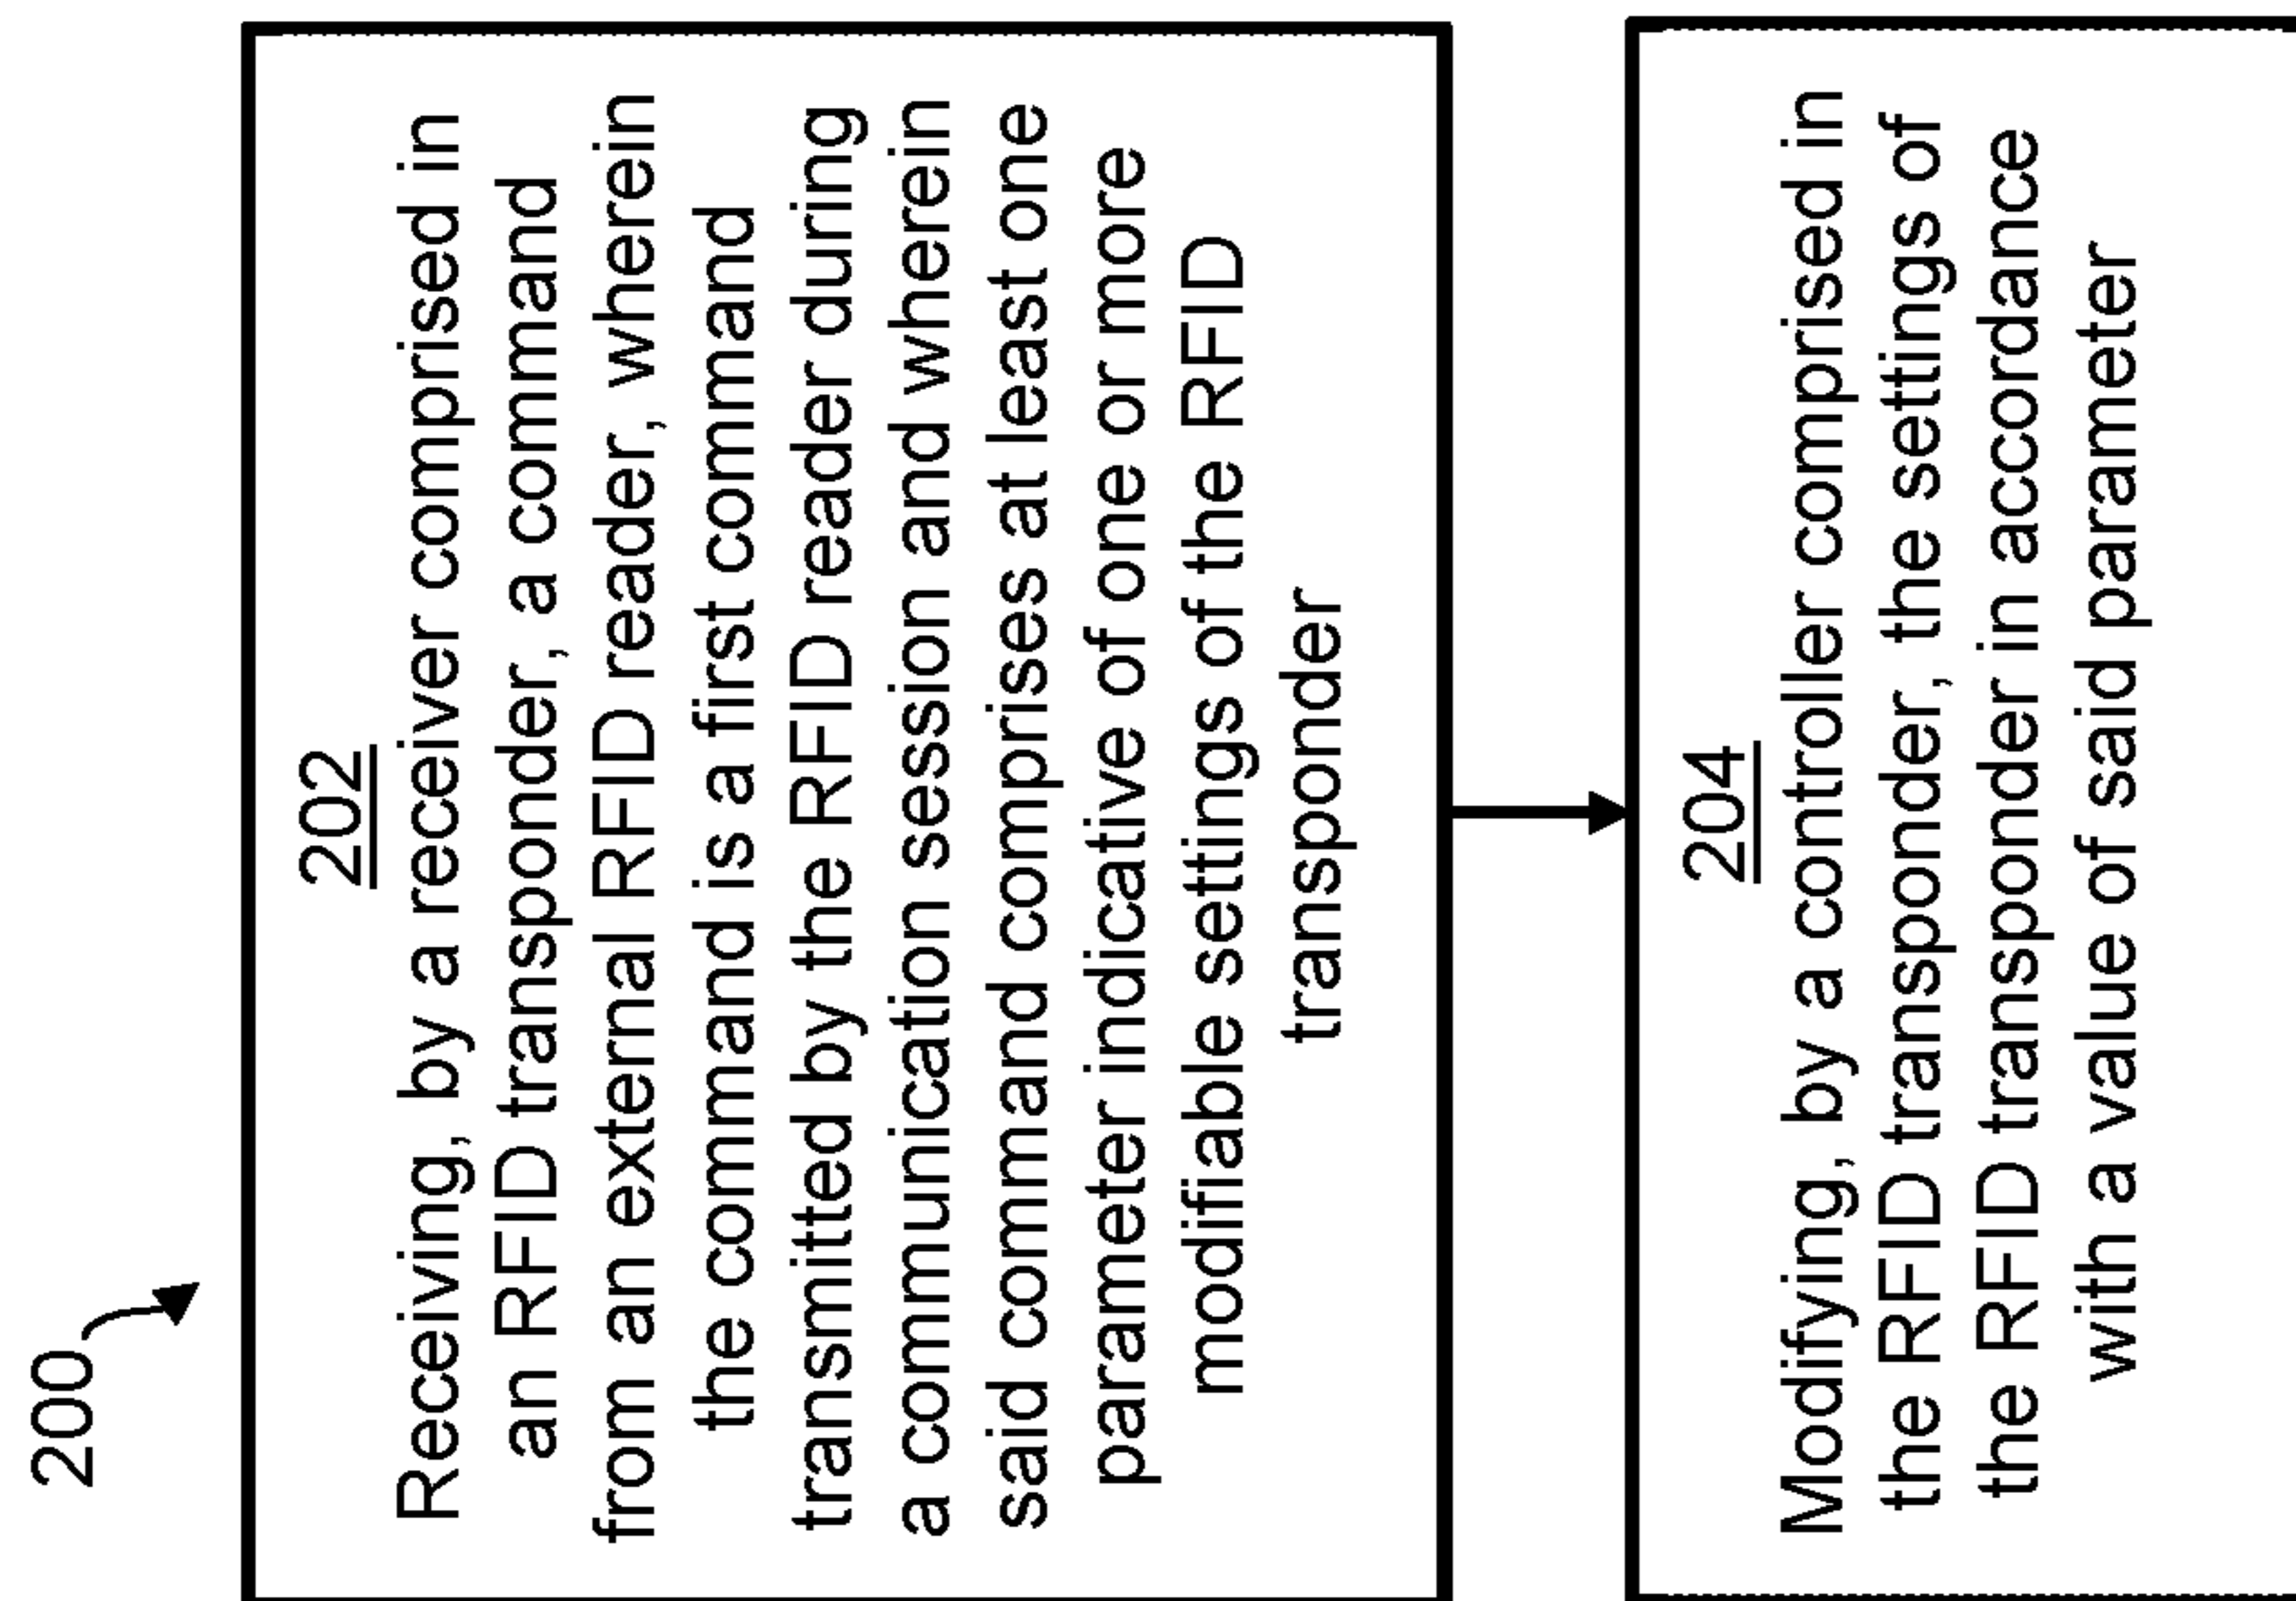 200
202
Receiving, by a receiver comprised in
an RFID transponder, a command
from an external RFID reader, wherein
the command is a first command
transmitted by the RFID reader during
a communication session and wherein
said command comprises at least one
parameter indicative of one or more
modifiable settings of the RFID
transponder
204
Modifying, by a controller comprised in
the RFID transponder, the settings of
the RFID transponder in accordance
with a value of said parameter